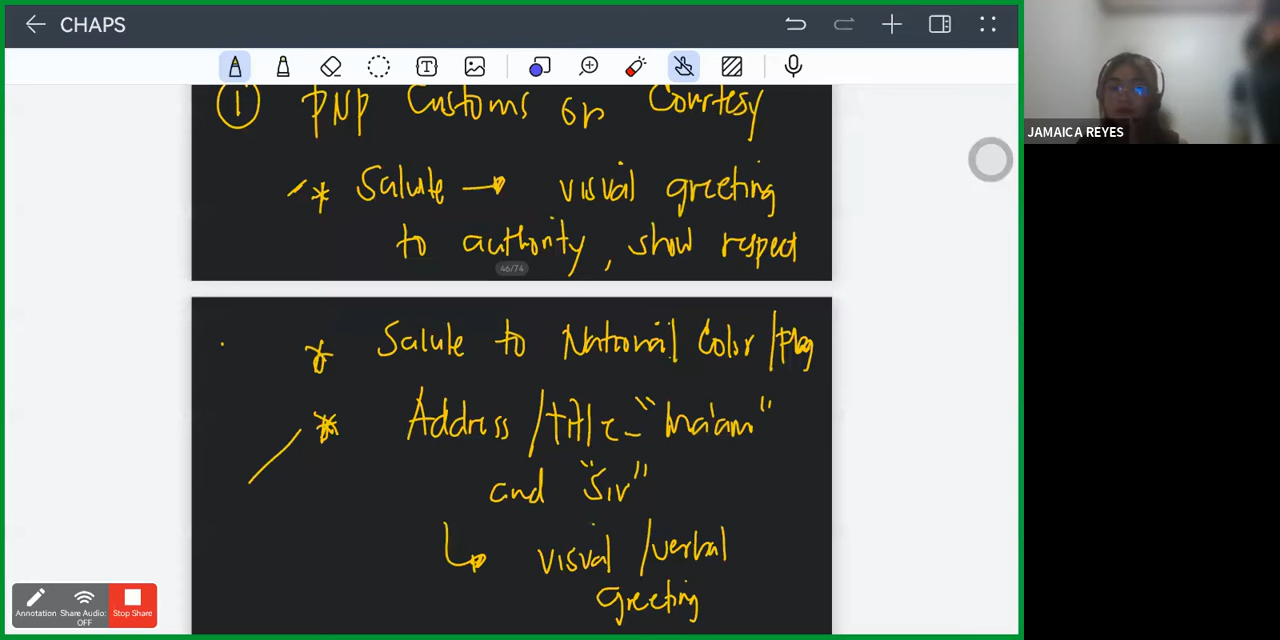 CHAPS
① PNP Customs or Courtesy
* Salute → visual greeting
to authority, show respect
46/74
* Salute to National Color/Flag
* Address/title - "Ma'am"
and "Sir"
↳ visual/verbal
greeting
Annotation
Share Audio: OFF
Stop Share
JAMAICA REYES